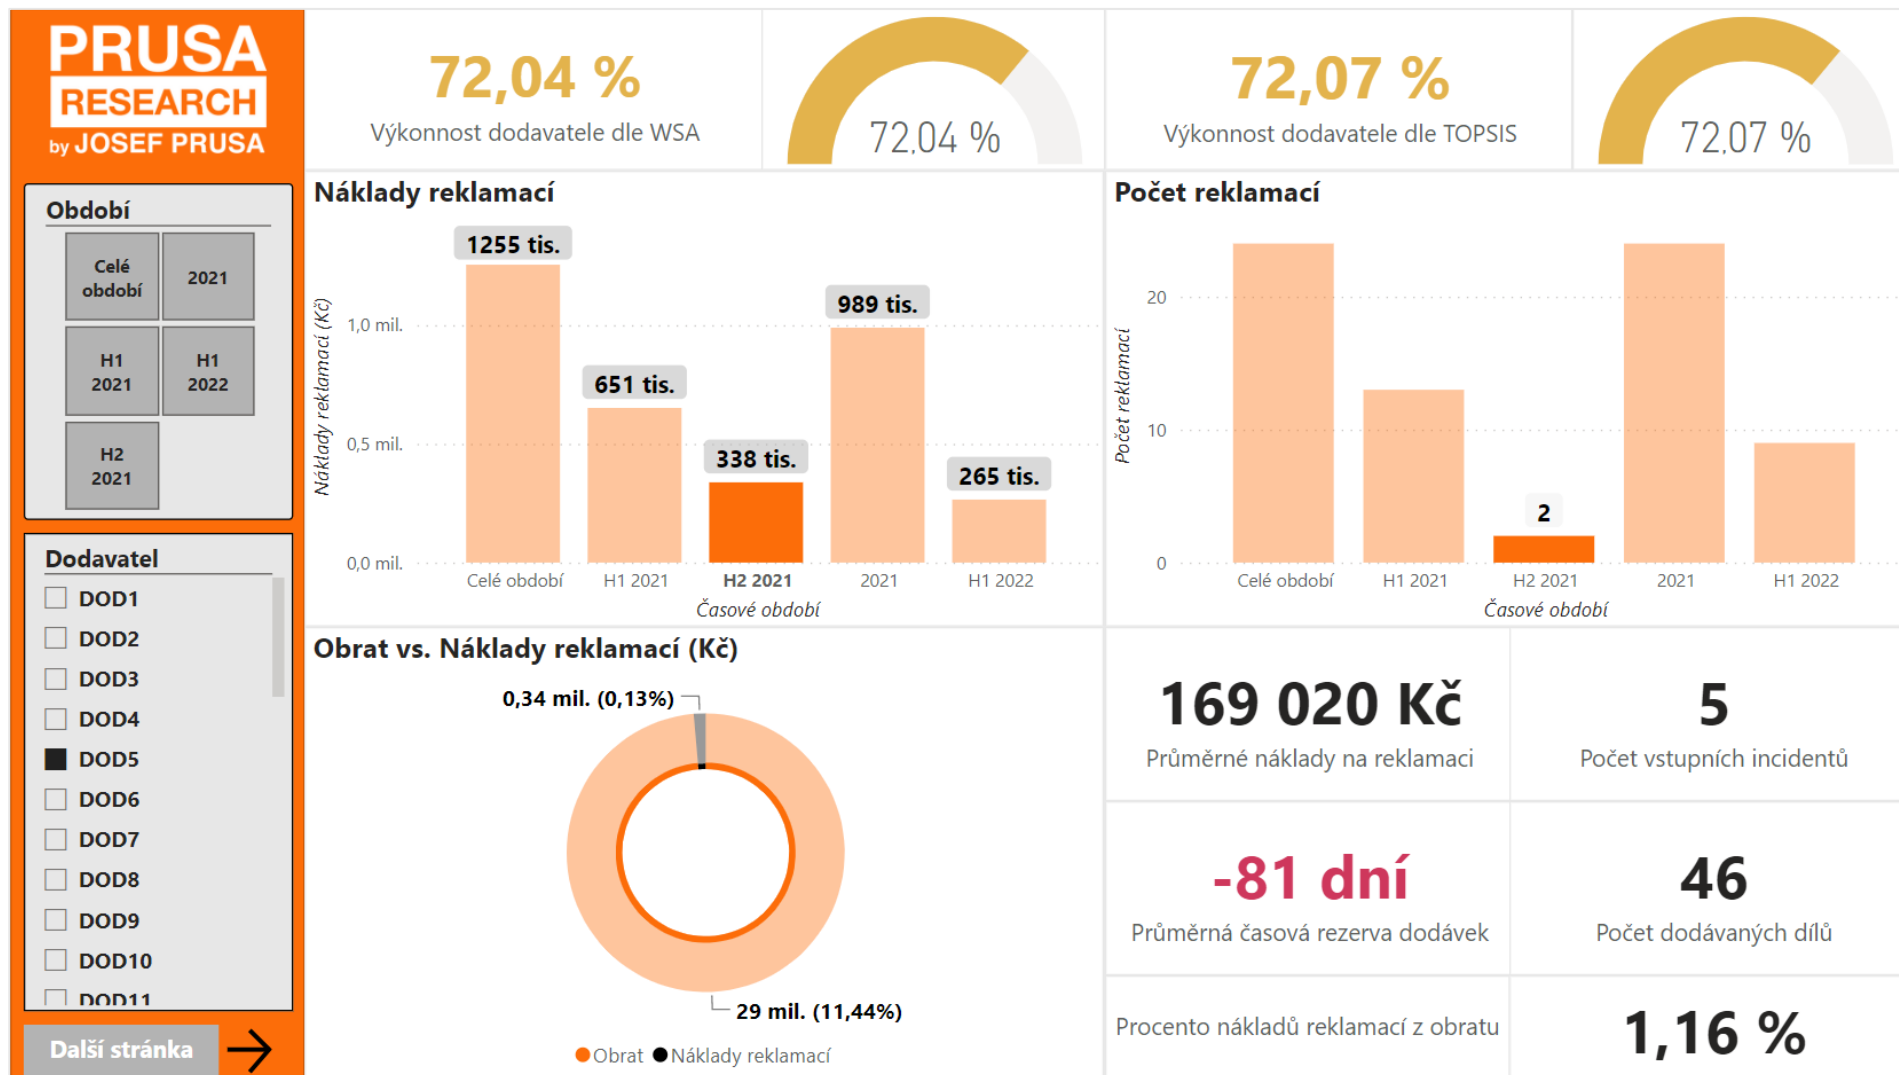 PRUSA
RESEARCH
by JOSEF PRUSA
Období
Celé
období
2021
H1
2021
H1
2022
H2
2021
Dodavatel
DOD1
DOD2
DOD3
DOD4
DOD5
DOD6
DOD7
DOD8
DOD9
DOD10
DOD11
Další stránka
72,04 %
Výkonnost dodavatele dle WSA
72,04 %
72,07 %
Výkonnost dodavatele dle TOPSIS
72,07 %
Náklady reklamací
Náklady reklamací (Kč)
1,0 mil.
0,5 mil.
0,0 mil.
1255 tis.
651 tis.
338 tis.
989 tis.
265 tis.
Celé období
H1 2021
H2 2021
2021
H1 2022
Časové období
Počet reklamací
Počet reklamací
20
10
0
2
Celé období
H1 2021
H2 2021
2021
H1 2022
Časové období
Obrat vs. Náklady reklamací (Kč)
0,34 mil. (0,13%)
29 mil. (11,44%)
Obrat
Náklady reklamací
169 020 Kč
Průměrné náklady na reklamaci
5
Počet vstupních incidentů
-81 dní
Průměrná časová rezerva dodávek
46
Počet dodávaných dílů
Procento nákladů reklamací z obratu
1,16 %